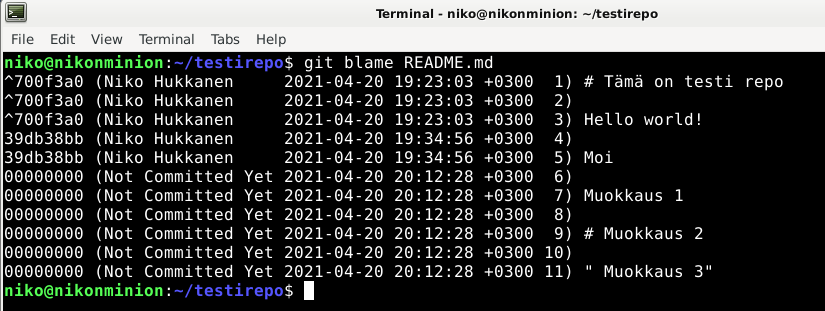 Terminal - niko@nikonminion: ~/testirepo
File Edit View Terminal Tabs Help
niko@nikonminion:~/testirepo$ git blame README.md
^700f3a0 (Niko Hukkanen     2021-04-20 19:23:03 +0300  1) # Tämä on testi repo
^700f3a0 (Niko Hukkanen     2021-04-20 19:23:03 +0300  2)
^700f3a0 (Niko Hukkanen     2021-04-20 19:23:03 +0300  3) Hello world!
39db38bb (Niko Hukkanen     2021-04-20 19:34:56 +0300  4)
39db38bb (Niko Hukkanen     2021-04-20 19:34:56 +0300  5) Moi
00000000 (Not Committed Yet 2021-04-20 20:12:28 +0300  6)
00000000 (Not Committed Yet 2021-04-20 20:12:28 +0300  7) Muokkaus 1
00000000 (Not Committed Yet 2021-04-20 20:12:28 +0300  8)
00000000 (Not Committed Yet 2021-04-20 20:12:28 +0300  9) # Muokkaus 2
00000000 (Not Committed Yet 2021-04-20 20:12:28 +0300 10)
00000000 (Not Committed Yet 2021-04-20 20:12:28 +0300 11) " Muokkaus 3"
niko@nikonminion:~/testirepo$